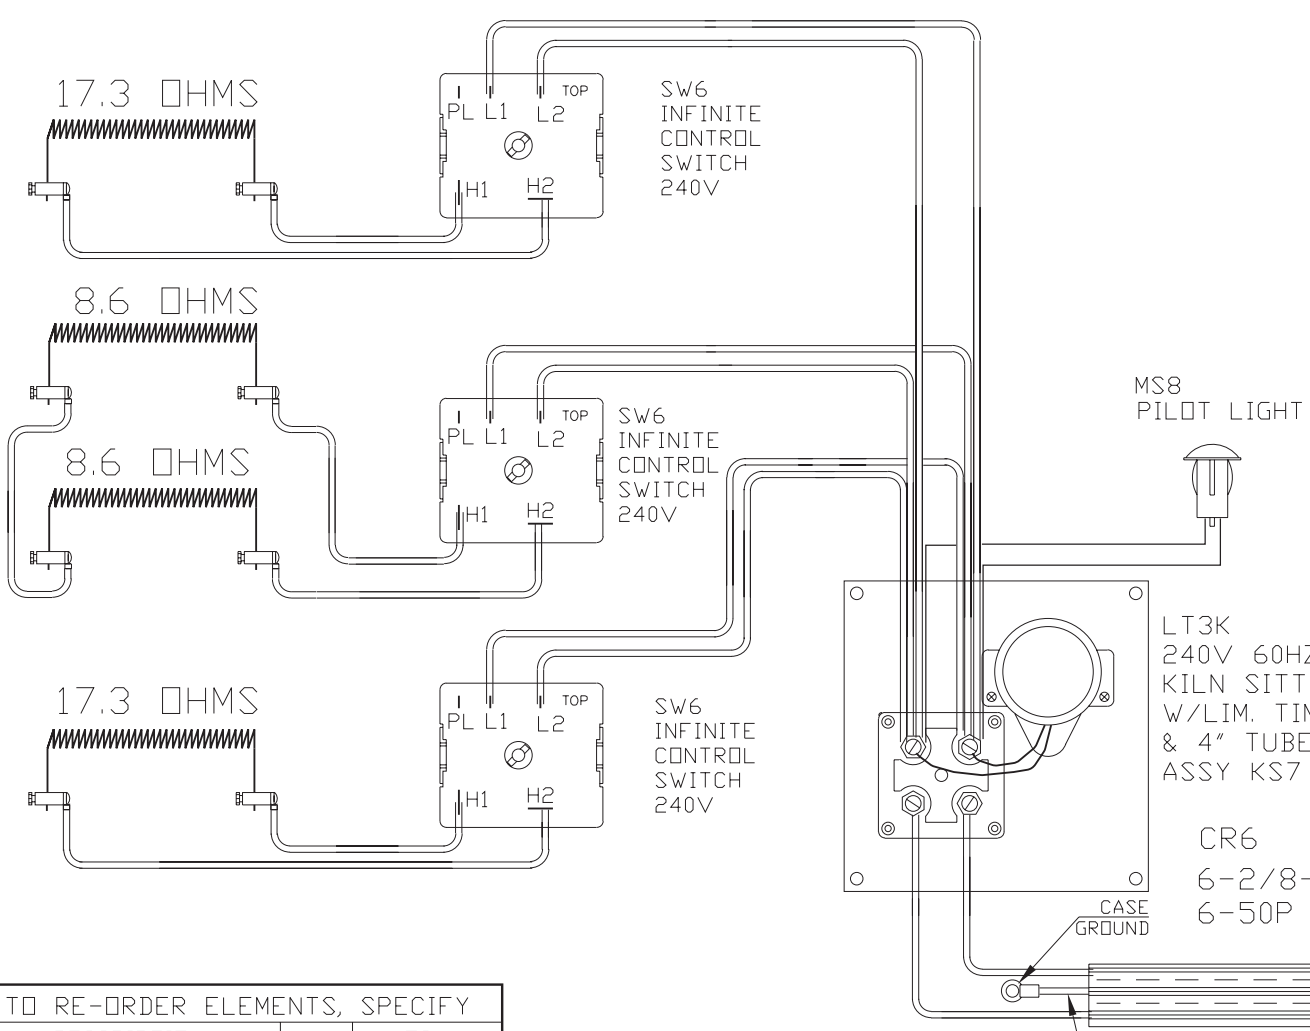 17.3 OHMS
PL L1 L2 TOP
H1 H2
SW6
INFINITE
CONTROL
SWITCH
240V
8.6 OHMS
8.6 OHMS
PL L1 L2 TOP
H1 H2
SW6
INFINITE
CONTROL
SWITCH
240V
MS8
PILOT LIGHT
17.3 OHMS
PL L1 L2 TOP
H1 H2
SW6
INFINITE
CONTROL
SWITCH
240V
LT3K
240V 60HZ
KILN SITT
W/LIM. TIM
& 4" TUBE
ASSY KS7
CR6
6-2/8-
6-50P
CASE
GROUND
TO RE-ORDER ELEMENTS, SPECIFY